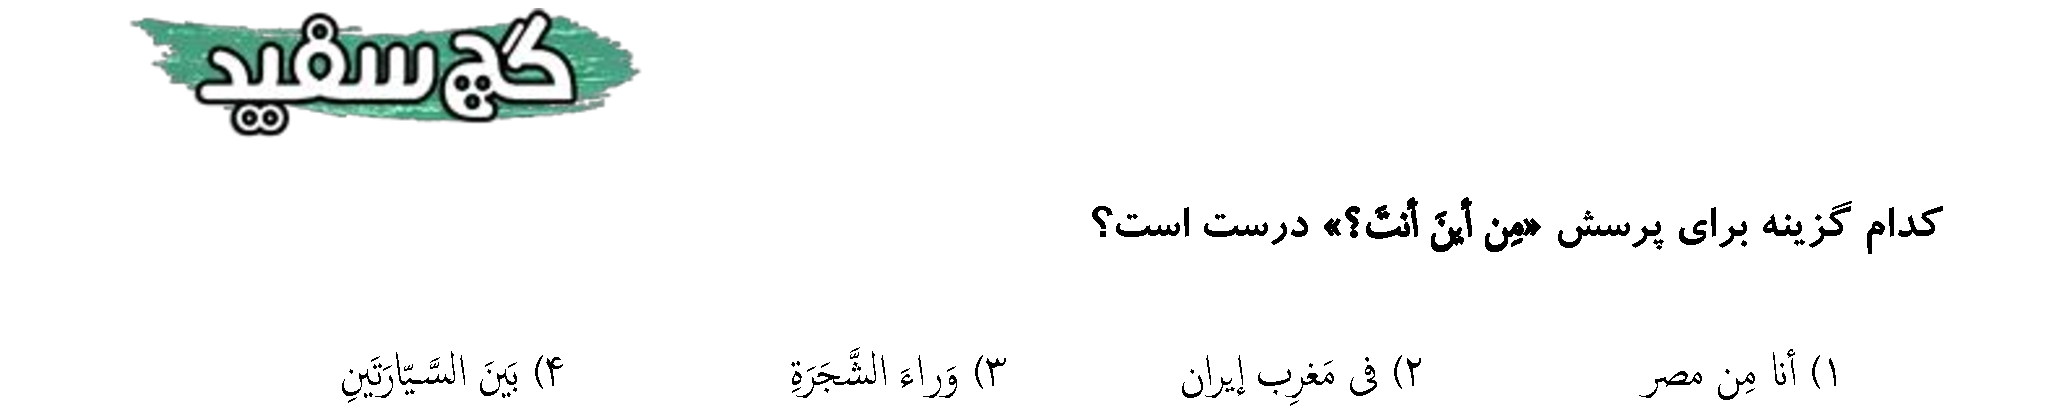 گچ سفید
کدام گزینه برای پرسش «مِن أینَ أنتَ؟» درست است؟
۱) أنا مِن مصر ۲) فی مَغرِب إیران ۳) وَراءَ الشَّجَرَةِ ۴) بَینَ السَّیّارَتَینِ